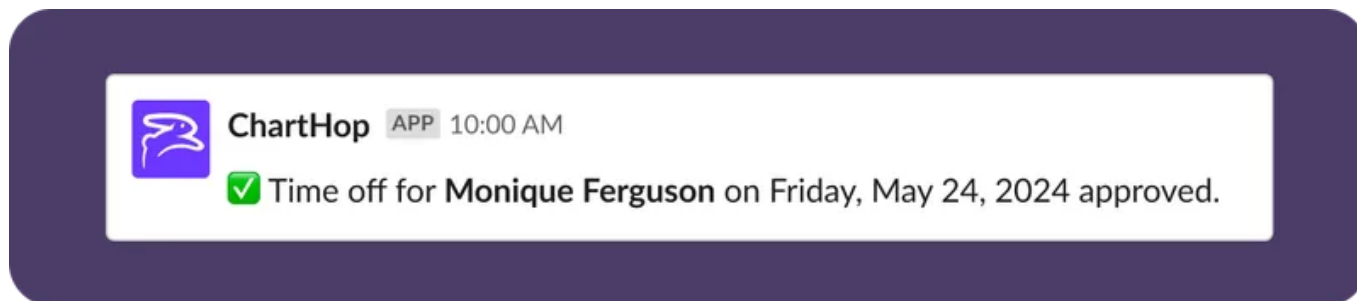 ChartHop APP 10:00 AM
✅ Time off for Monique Ferguson on Friday, May 24, 2024 approved.